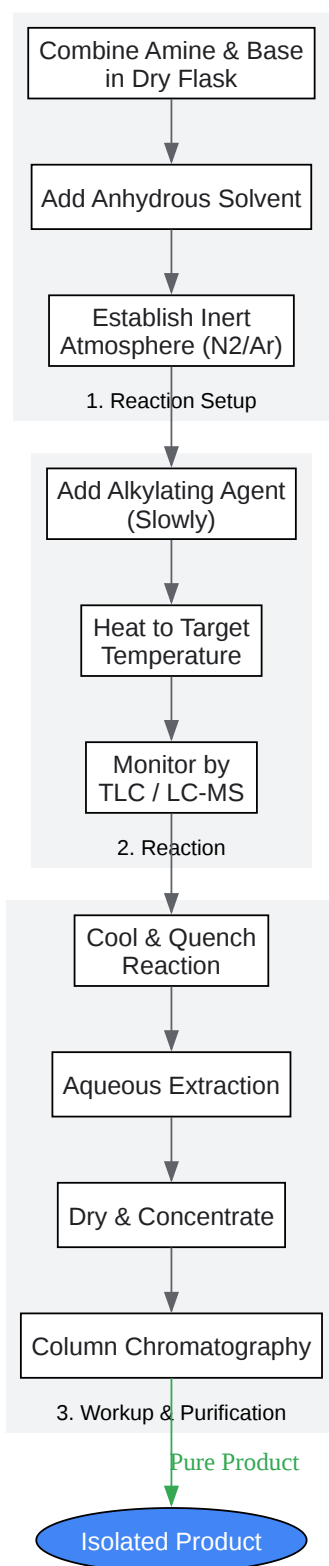 Combine Amine & Base
in Dry Flask
Add Anhydrous Solvent
Establish Inert
Atmosphere (N2/Ar)
1. Reaction Setup
Add Alkylating Agent
(Slowly)
Heat to Target
Temperature
Monitor by
TLC / LC-MS
2. Reaction
Cool & Quench
Reaction
Aqueous Extraction
Dry & Concentrate
Column Chromatography
3. Workup & Purification
Pure Product
Isolated Product